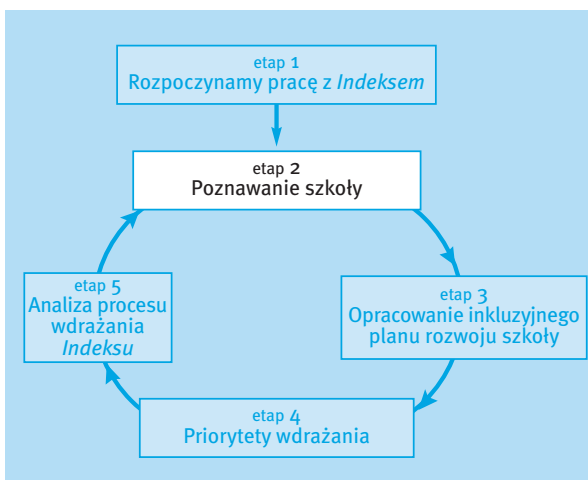 etap 1
Rozpoczynamy pracę z Indeksem
etap 2
Poznawanie szkoły
etap 3
Opracowanie inkluzyjnego
planu rozwoju szkoły
etap 4
Priorytety wdrażania
etap 5
Analiza procesu
wdrażania
Indeksu